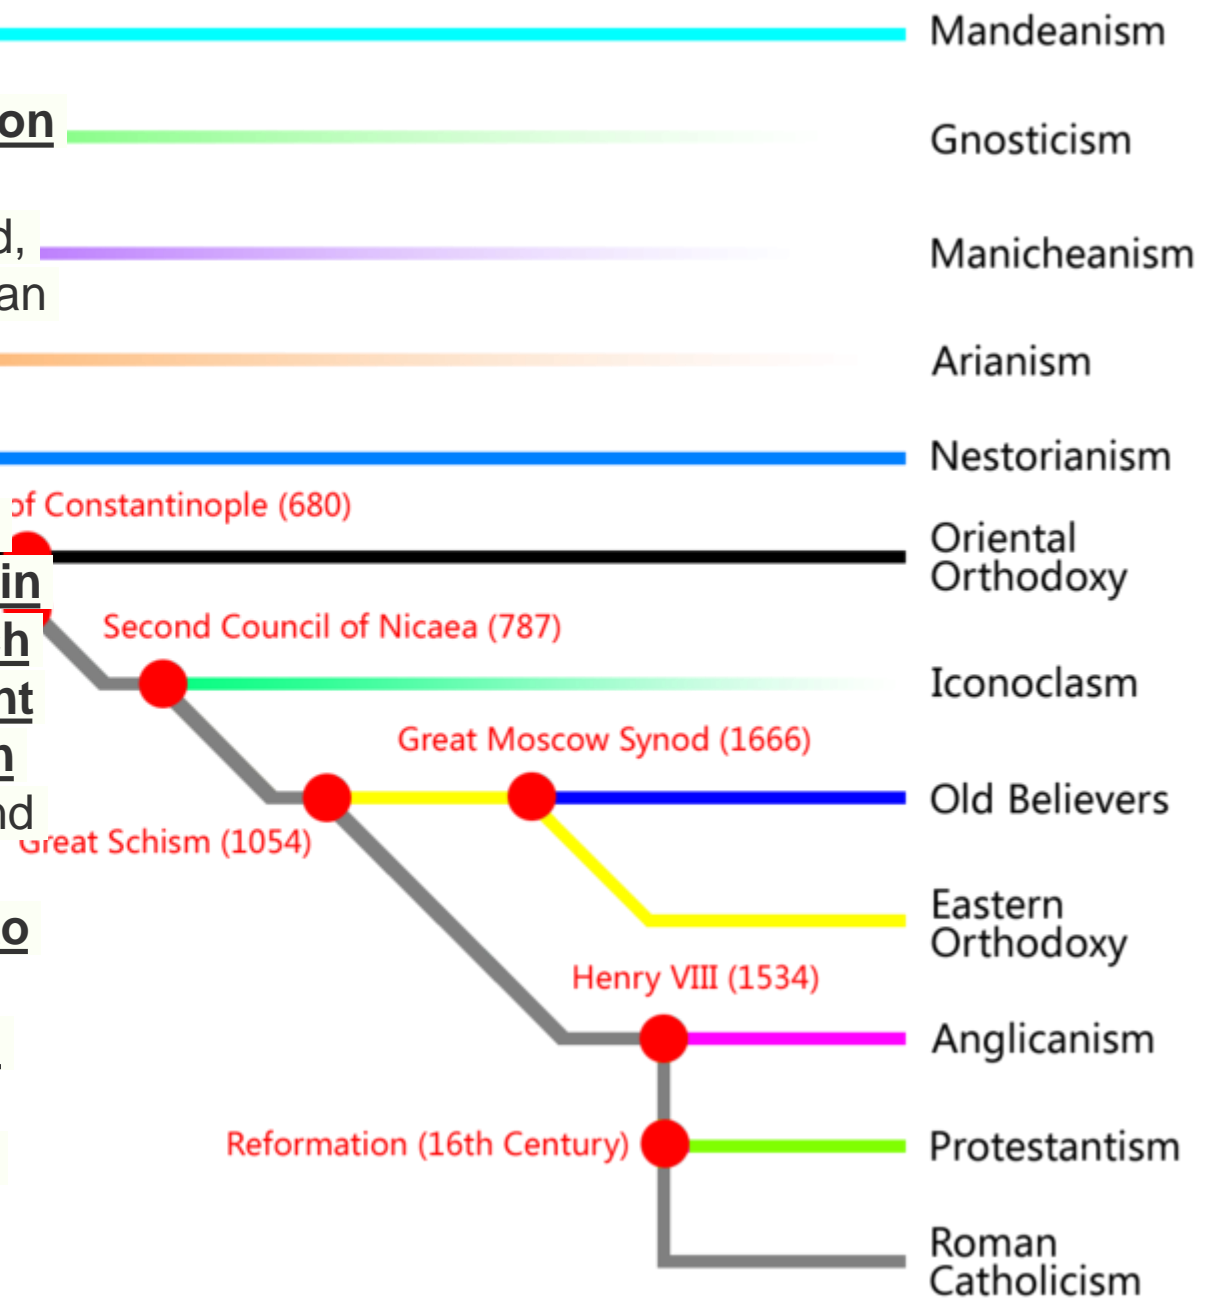 Mandeanism
on
Gnosticism
d,
Manicheanism
an
Arianism
Nestorianism
of Constantinople (680)
Oriental
Orthodoxy
in
Second Council of Nicaea (787)
h
Iconoclasm
nt
Great Moscow Synod (1666)
n
Old Believers
nd
Great Schism (1054)
Eastern
Orthodoxy
o
Henry VIII (1534)
Anglicanism
Reformation (16th Century)
Protestantism
Roman
Catholicism